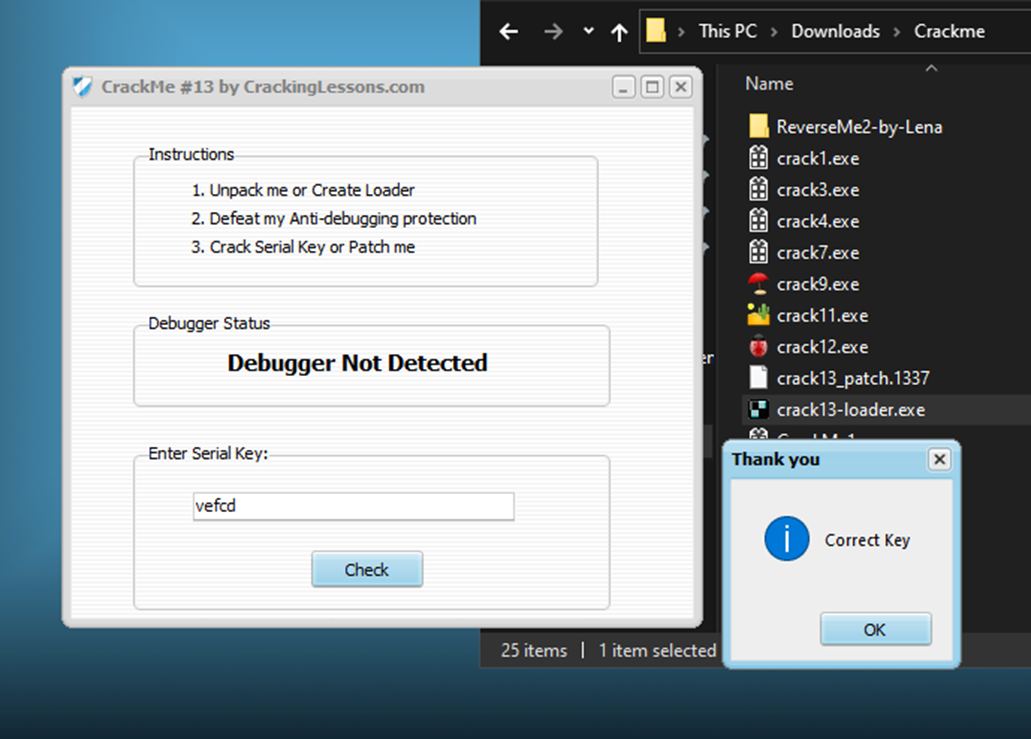 This PC > Downloads > Crackme
CrackMe #13 by CrackingLessons.com
Instructions
1. Unpack me or Create Loader
2. Defeat my Anti-debugging protection
3. Crack Serial Key or Patch me
Debugger Status
Debugger Not Detected
Enter Serial Key:
vefcd
Check
Name
ReverseMe2-by-Lena
crack1.exe
crack3.exe
crack4.exe
crack7.exe
crack9.exe
crack11.exe
crack12.exe
crack13_patch.1337
crack13-loader.exe
Thank you
Correct Key
OK
25 items | 1 item selected